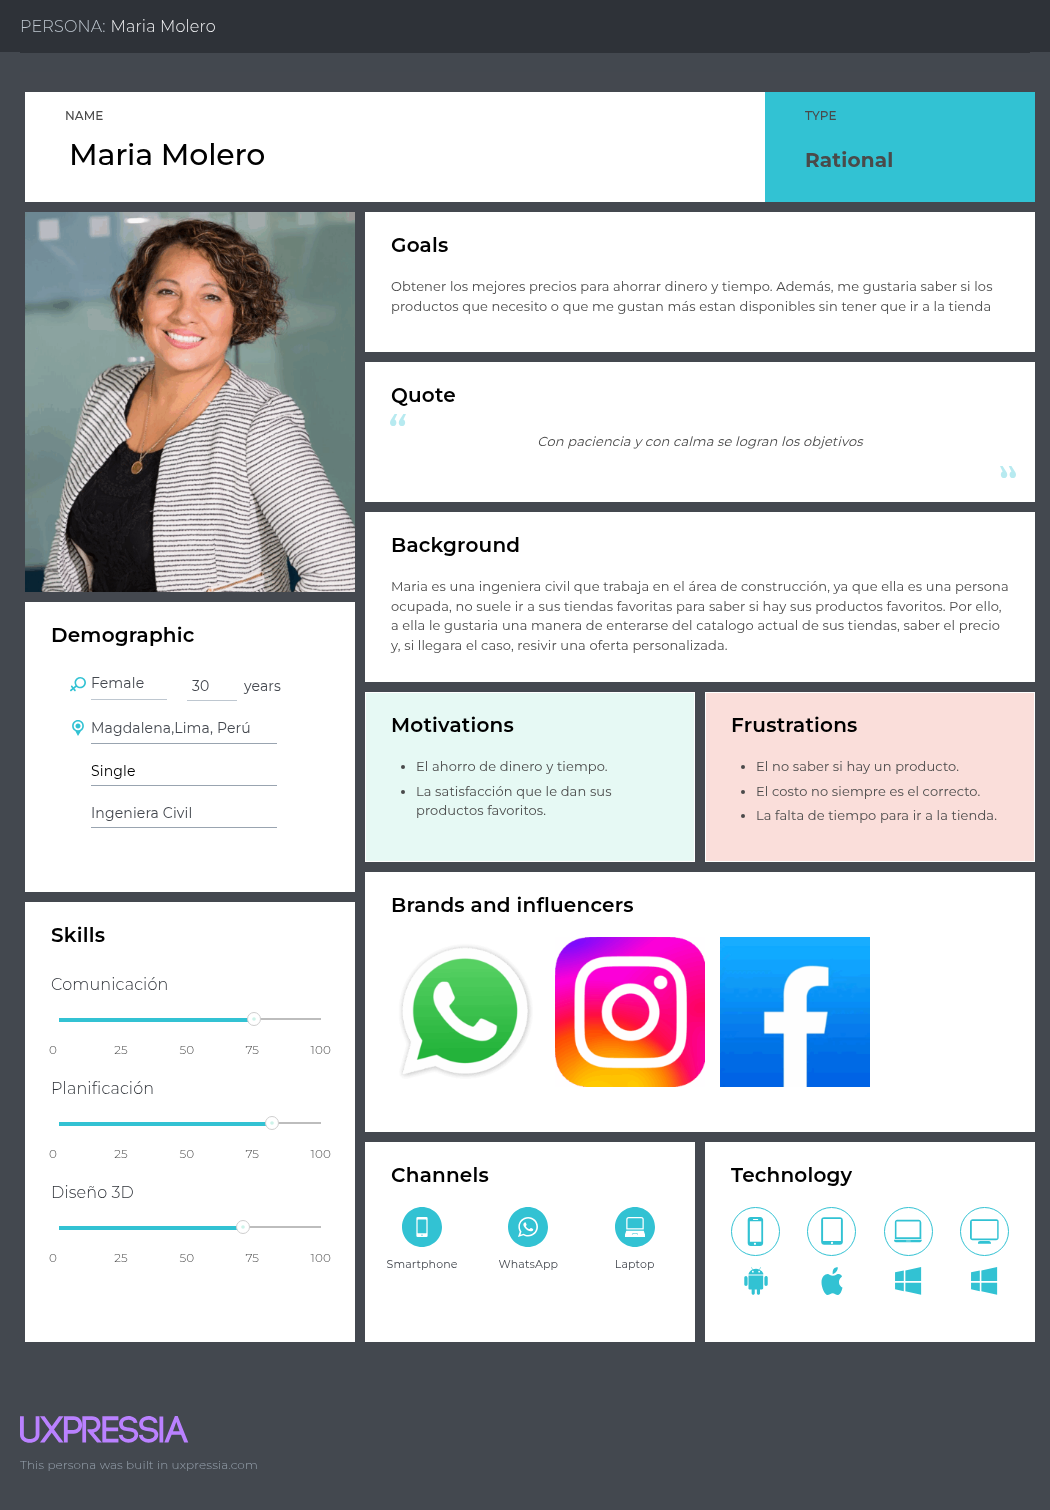 PERSONA: Maria Molero
NAME
Maria Molero
TYPE
Rational
Goals
Obtener los mejores precios para ahorrar dinero y tiempo. Además, me gustaria saber si los
productos que necesito o que me gustan más estan disponibles sin tener que ir a la tienda
Quote
“
Con paciencia y con calma se logran los objetivos
”
Background
Maria es una ingeniera civil que trabaja en el área de construcción, ya que ella es una persona
ocupada, no suele ir a sus tiendas favoritas para saber si hay sus productos favoritos. Por ello,
a ella le gustaria una manera de enterarse del catalogo actual de sus tiendas, saber el precio
y, si llegara el caso, resivir una oferta personalizada.
Demographic
Female 30 years
Magdalena,Lima, Perú
Single
Ingeniera Civil
Motivations
• El ahorro de dinero y tiempo.
• La satisfacción que le dan sus
productos favoritos.
Frustrations
• El no saber si hay un producto.
• El costo no siempre es el correcto.
• La falta de tiempo para ir a la tienda.
Skills
Comunicación
0 25 50 75 100
Planificación
0 25 50 75 100
Diseño 3D
0 25 50 75 100
Brands and influencers
Channels
Smartphone WhatsApp Laptop
Technology
UXPRESSIA
This persona was built in uxpressia.com